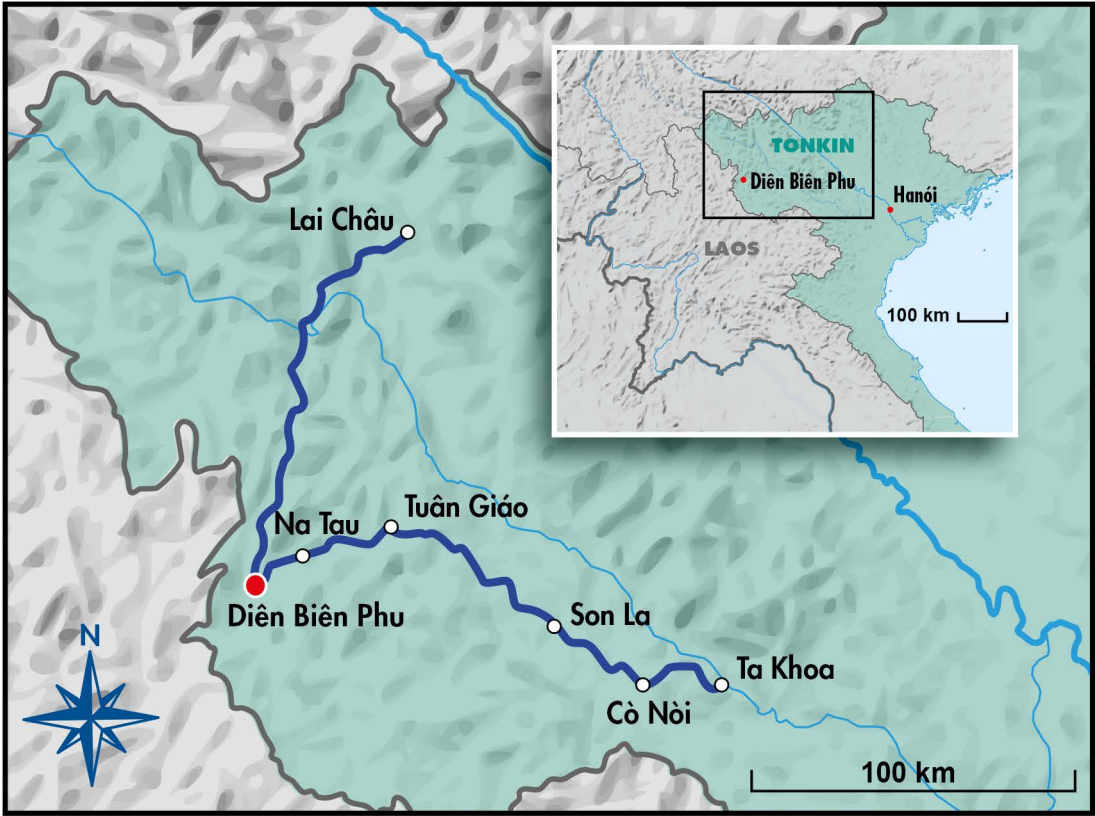 TONKIN
Diên Biên Phu
Hanói
LAOS
100 km
Lai Châu
Tuân Giáo
Na Tau
Diên Biên Phu
Son La
Ta Khoa
Cò Nòi
N
100 km